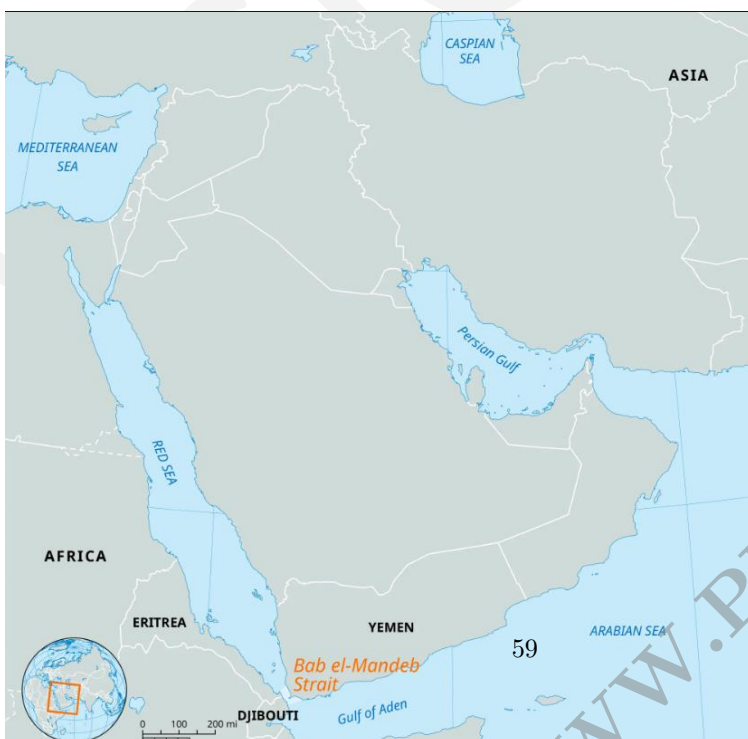 CASPIAN
SEA
ASIA
MEDITERRANEAN
SEA
Persian Gulf
RED SEA
AFRICA
ERITREA
YEMEN
59
ARABIAN SEA
Bab el-Mandeb
Strait
DJIBOUTI
Gulf of Aden
0 100 200 mi
WWW.P